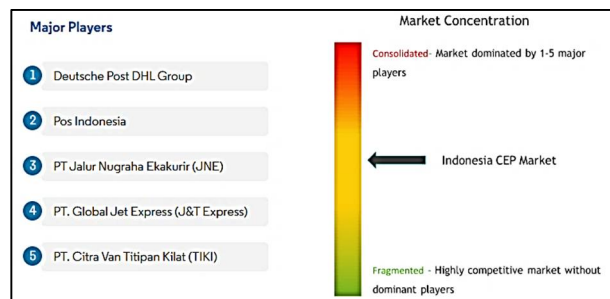 Major Players
1 Deutsche Post DHL Group
2 Pos Indonesia
3 PT Jalur Nugraha Ekakurir (JNE)
4 PT. Global Jet Express (J&T Express)
5 PT. Citra Van Titipan Kilat (TIKI)
Market Concentration
Consolidated- Market dominated by 1-5 major
players
Indonesia CEP Market
Fragmented - Highly competitive market without
dominant players